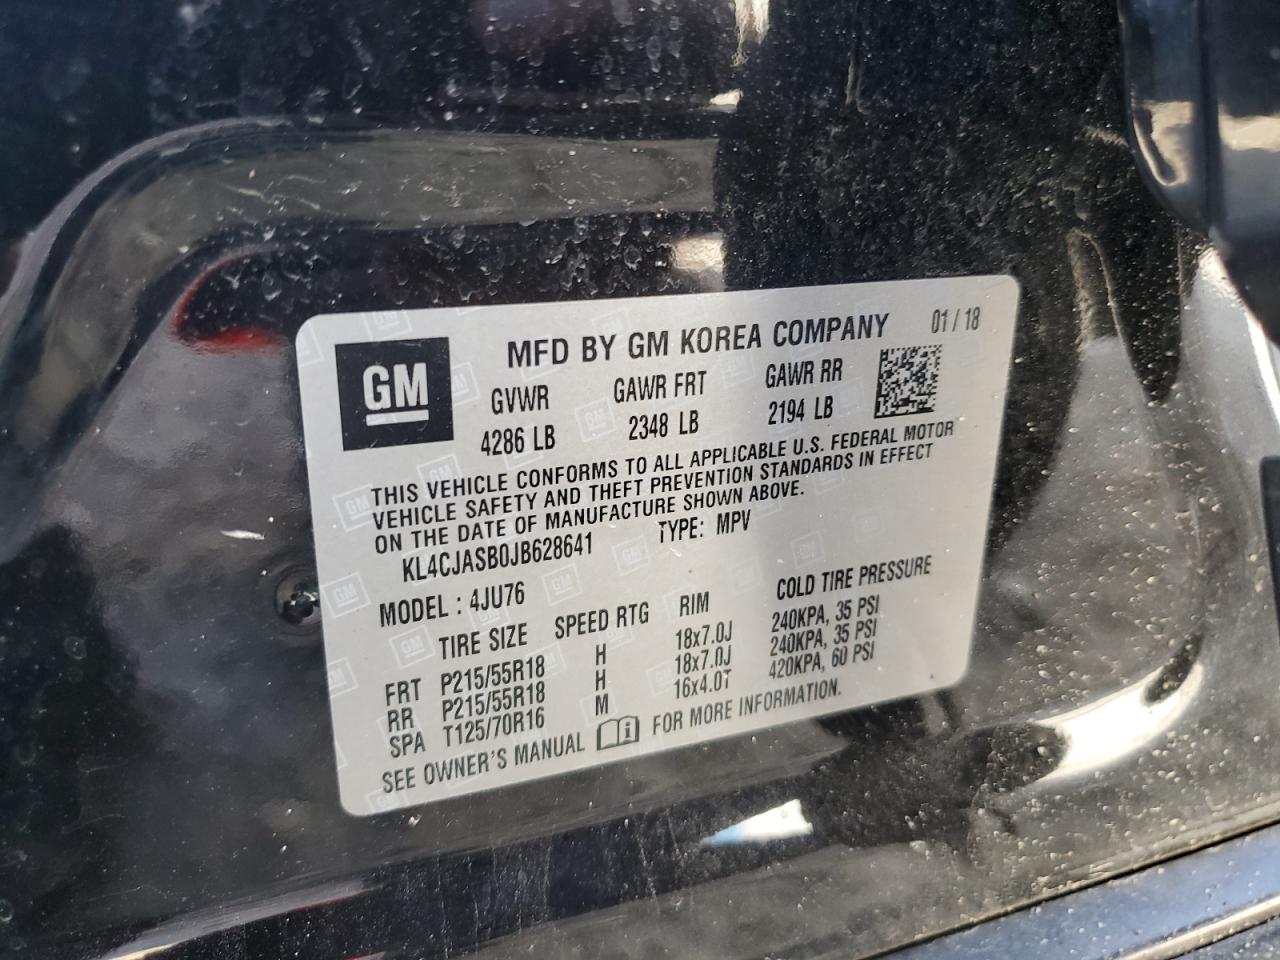 MFD BY GM KOREA COMPANY 01 / 18
GM
GVWR GAWR FRT GAWR RR
4286 LB 2348 LB 2194 LB
THIS VEHICLE CONFORMS TO ALL APPLICABLE U.S. FEDERAL MOTOR
VEHICLE SAFETY AND THEFT PREVENTION STANDARDS IN EFFECT
ON THE DATE OF MANUFACTURE SHOWN ABOVE.
KL4CJASB0JB628641 TYPE: MPV
MODEL : 4JU76
TIRE SIZE SPEED RTG RIM COLD TIRE PRESSURE
FRT P215/55R18 H 18x7.0J 240KPA, 35 PSI
RR P215/55R18 H 18x7.0J 240KPA, 35 PSI
SPA T125/70R16 M 16x4.0T 420KPA, 60 PSI
SEE OWNER'S MANUAL i FOR MORE INFORMATION.